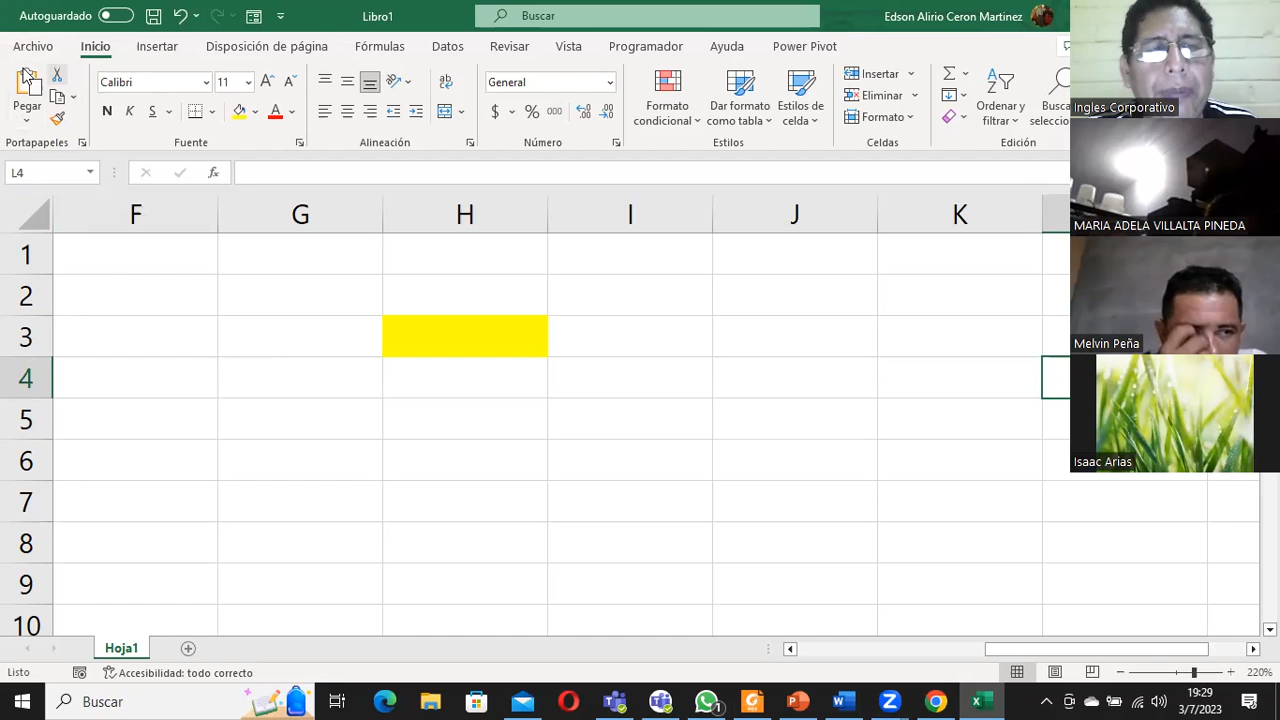 Autoguardado
Libro1
Buscar
Edson Alirio Ceron Martinez
Archivo Inicio Insertar Disposición de página Fórmulas Datos Revisar Vista Programador Ayuda Power Pivot
Pegar
Portapapeles
Calibri 11
N K S
Fuente
ab
Alineación
General
$ % 000
Número
Formato condicional
Dar formato como tabla
Estilos de celda
Estilos
Insertar
Eliminar
Formato
Celdas
Ordenar y filtrar
Edición
L4
fx
F G H I J K
1
2
3
4
5
6
7
8
9
10
Ingles Corporativo
MARIA ADELA VILLALTA PINEDA
Melvin Peña
Isaac Arias
Hoja1
Listo
Accesibilidad: todo correcto
220%
Buscar
19:29
3/7/2023